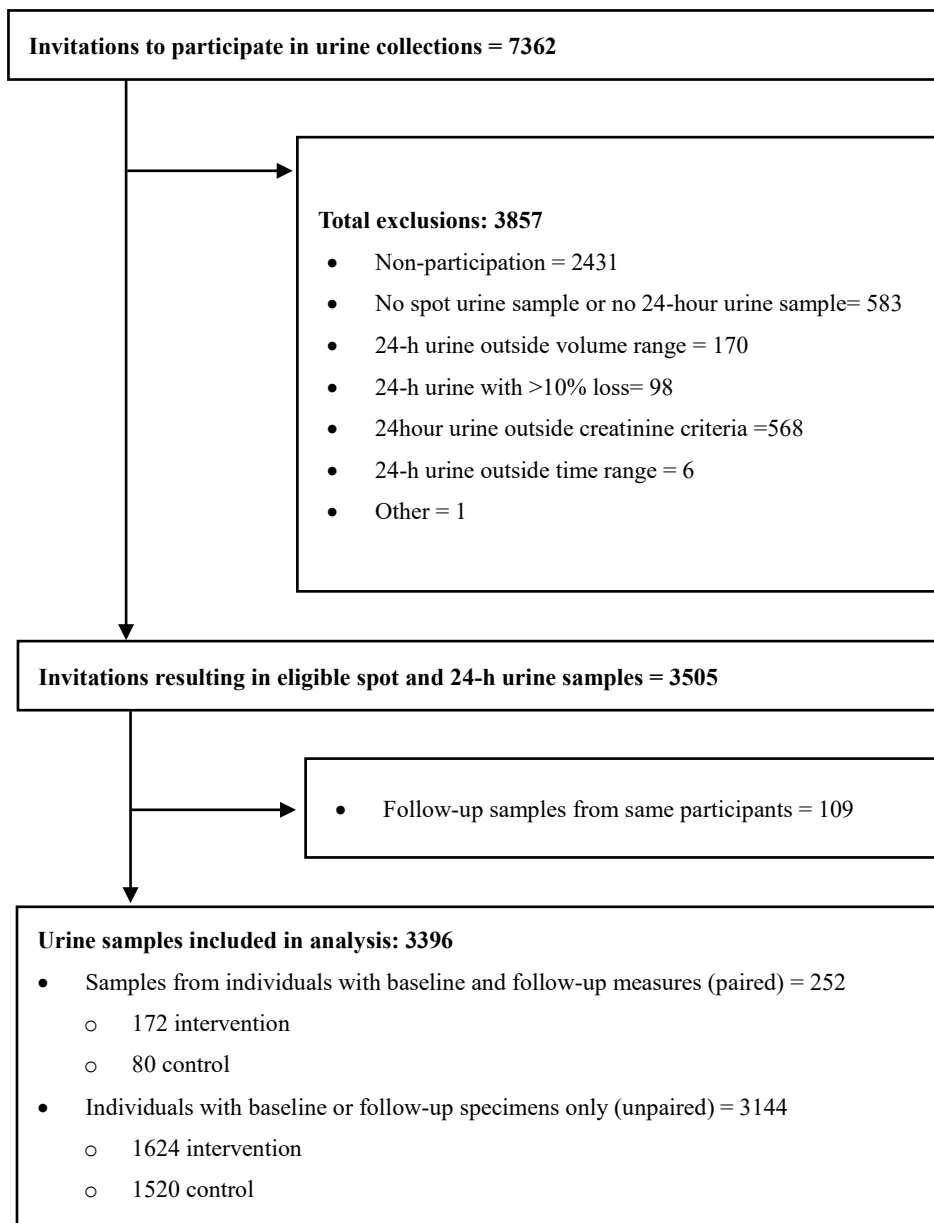 Invitations to participate in urine collections = 7362
Total exclusions: 3857
• Non-participation = 2431
• No spot urine sample or no 24-hour urine sample= 583
• 24-h urine outside volume range = 170
• 24-h urine with >10% loss= 98
• 24hour urine outside creatinine criteria =568
• 24-h urine outside time range = 6
• Other = 1
Invitations resulting in eligible spot and 24-h urine samples = 3505
• Follow-up samples from same participants = 109
Urine samples included in analysis: 3396
• Samples from individuals with baseline and follow-up measures (paired) = 252
o 172 intervention
o 80 control
• Individuals with baseline or follow-up specimens only (unpaired) = 3144
o 1624 intervention
o 1520 control